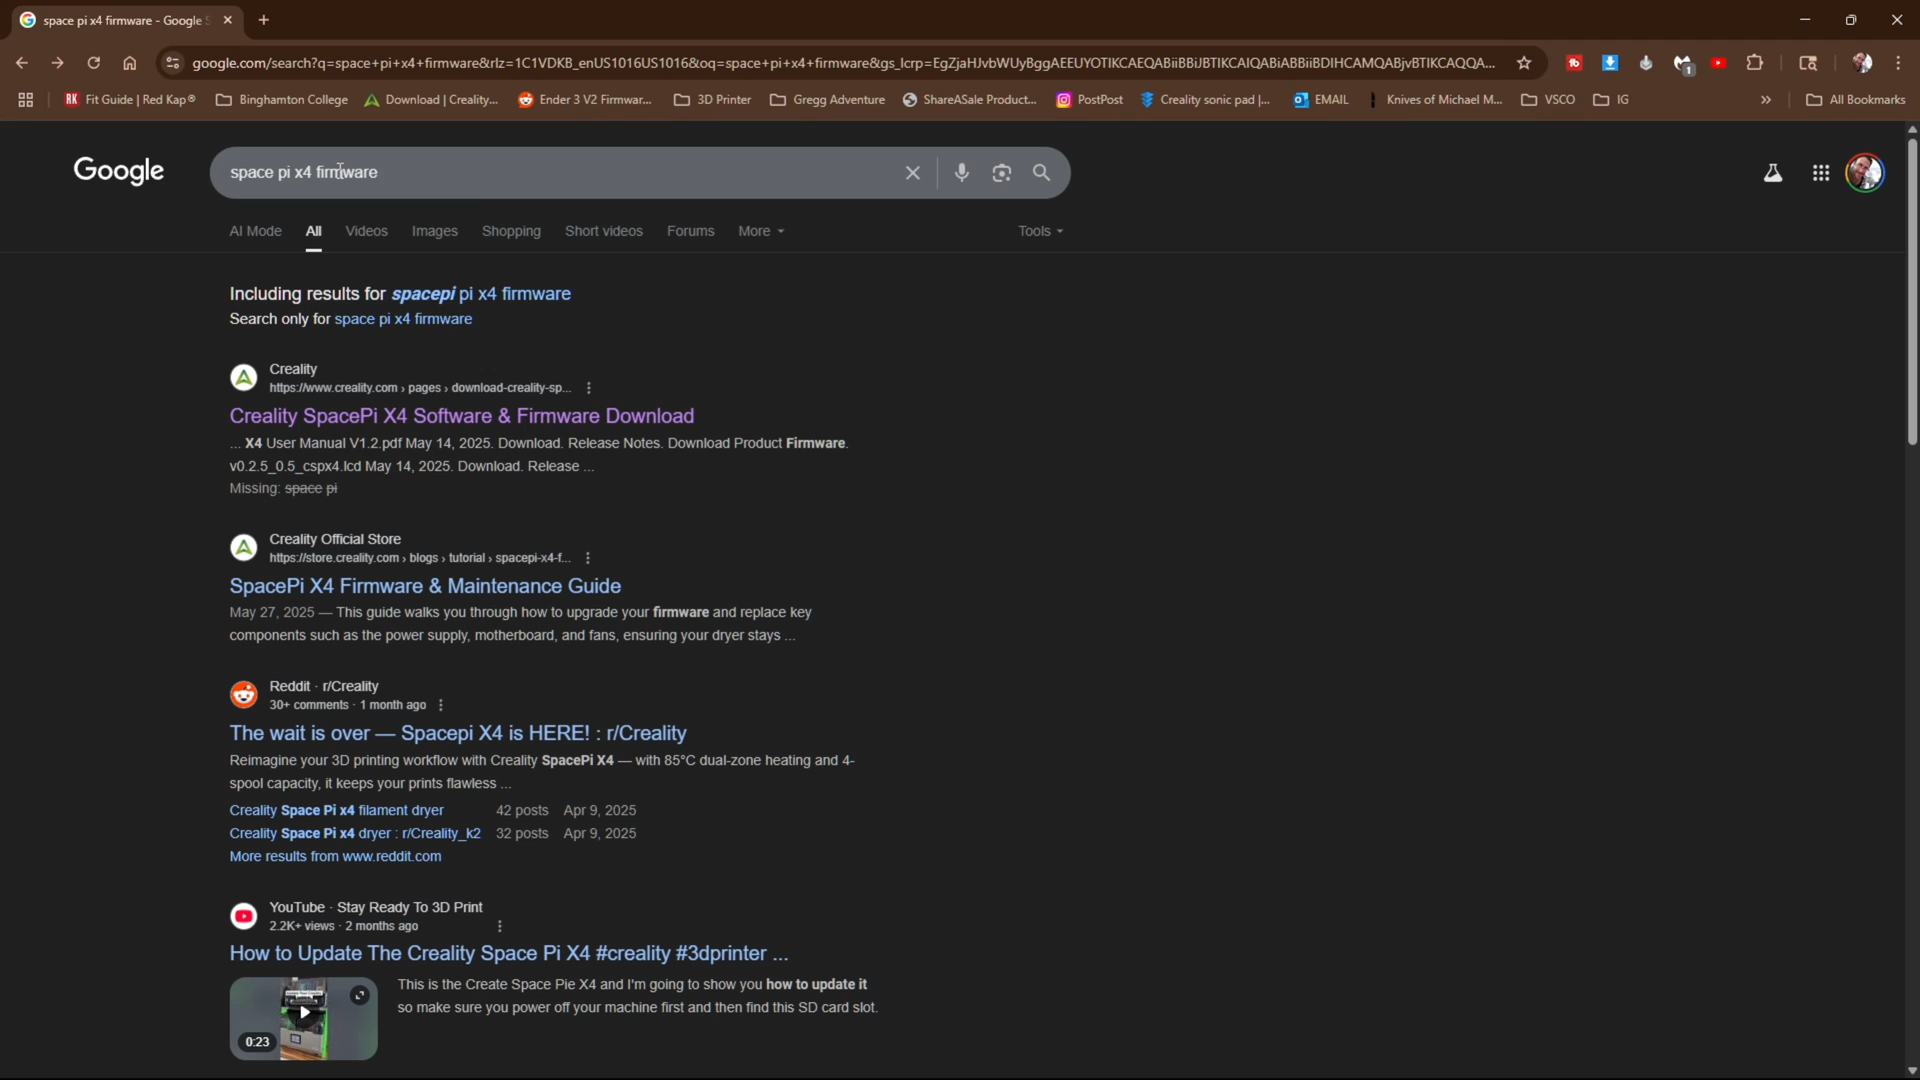 space pi x4 firmware - Google S
google.com/search?q=space+pi+x4+firmware&rlz=1C1VDKB_enUS1016US1016&oq=space+pi+x4+firmware&gs_lcrp=EgZjaHJvbWUyBggAEEUYOTIKCAEQABiiBBiJBTIKCAIQABiABBiiBDIHCAMQABjvBTIKCAQQA...
Fit Guide | Red Kap®
Binghamton College
Download | Creality...
Ender 3 V2 Firmwar...
3D Printer
Gregg Adventure
ShareASale Product...
PostPost
Creality sonic pad |...
EMAIL
Knives of Michael M...
VSCO
IG
»
All Bookmarks
Google
space pi x4 firmware
AI Mode
All
Videos
Images
Shopping
Short videos
Forums
More
Tools
Including results for spacepi pi x4 firmware
Search only for space pi x4 firmware
Creality
https://www.creality.com › pages › download-creality-sp...
Creality SpacePi X4 Software & Firmware Download
... X4 User Manual V1.2.pdf May 14, 2025. Download. Release Notes. Download Product Firmware.
v0.2.5_0.5_cspx4.lcd May 14, 2025. Download. Release ...
Missing: space pi
Creality Official Store
https://store.creality.com › blogs › tutorial › spacepi-x4-f...
SpacePi X4 Firmware & Maintenance Guide
May 27, 2025 — This guide walks you through how to upgrade your firmware and replace key
components such as the power supply, motherboard, and fans, ensuring your dryer stays ...
Reddit · r/Creality
30+ comments · 1 month ago
The wait is over — Spacepi X4 is HERE! : r/Creality
Reimagine your 3D printing workflow with Creality SpacePi X4 — with 85°C dual-zone heating and 4-
spool capacity, it keeps your prints flawless ...
Creality Space Pi x4 filament dryer 42 posts Apr 9, 2025
Creality Space Pi x4 dryer : r/Creality_k2 32 posts Apr 9, 2025
More results from www.reddit.com
YouTube · Stay Ready To 3D Print
2.2K+ views · 2 months ago
How to Update The Creality Space Pi X4 #creality #3dprinter ...
This is the Create Space Pie X4 and I'm going to show you how to update it
so make sure you power off your machine first and then find this SD card slot.
0:23